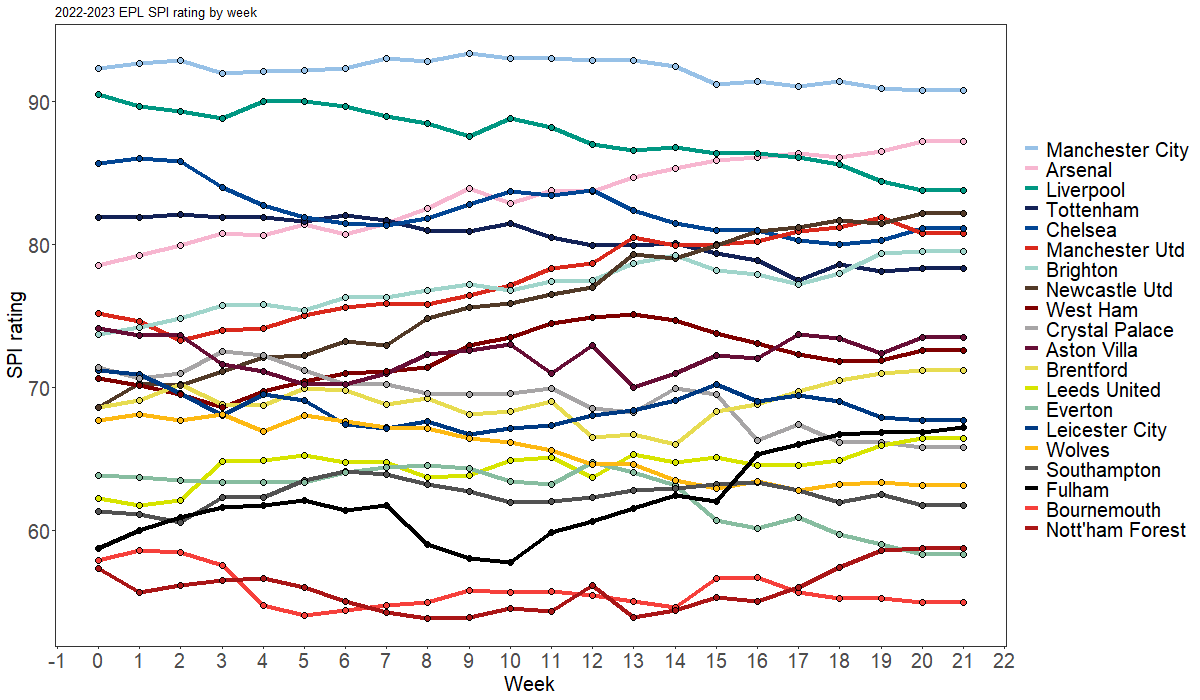 2022-2023 EPL SPI rating by week
SPI rating
90
80
70
60
-1 0 1 2 3 4 5 6 7 8 9 10 11 12 13 14 15 16 17 18 19 20 21 22
Week
Manchester City
Arsenal
Liverpool
Tottenham
Chelsea
Manchester Utd
Brighton
Newcastle Utd
West Ham
Crystal Palace
Aston Villa
Brentford
Leeds United
Everton
Leicester City
Wolves
Southampton
Fulham
Bournemouth
Nott'ham Forest